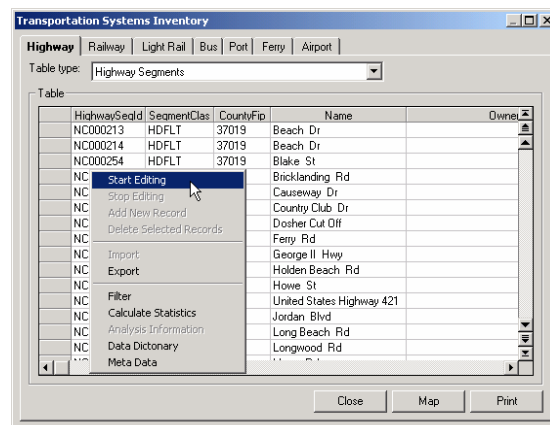 Transportation Systems Inventory
Highway Railway Light Rail Bus Port Ferry Airport
Table type: Highway Segments
Table
HighwaySegId SegmentClas CountyFip Name Owner
NC000213 HDFLT 37019 Beach Dr
NC000214 HDFLT 37019 Beach Dr
NC000254 HDFLT 37019 Blake St
NC Bricklanding Rd
NC Causeway Dr
NC Country Club Dr
NC Dosher Cut Off
NC Ferry Rd
NC George II Hwy
NC Holden Beach Rd
NC Howe St
NC United States Highway 421
NC Jordan Blvd
NC Long Beach Rd
NC Longwood Rd
Start Editing
Stop Editing
Add New Record
Delete Selected Records
Import
Export
Filter
Calculate Statistics
Analysis Information
Data Dictonary
Meta Data
Close Map Print